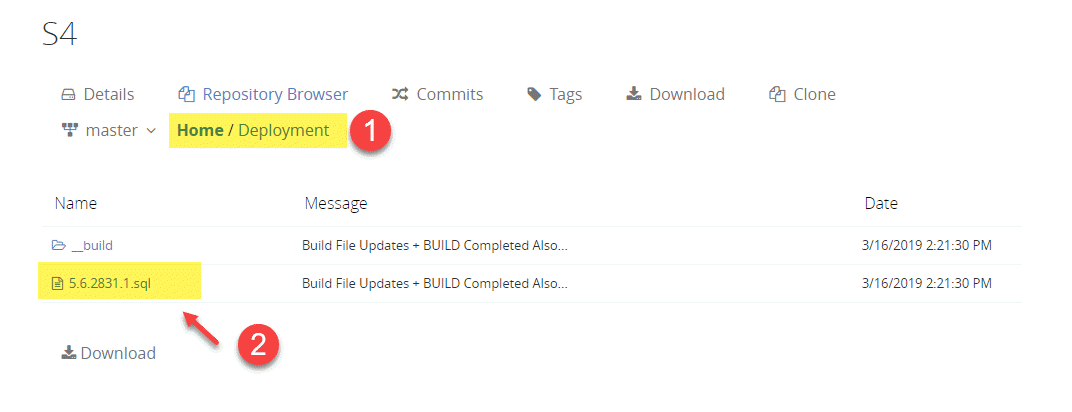 S4
Details Repository Browser Commits Tags Download Clone
master Home / Deployment 1
Name Message Date
__build Build File Updates + BUILD Completed Also... 3/16/2019 2:21:30 PM
5.6.2831.1.sql Build File Updates + BUILD Completed Also... 3/16/2019 2:21:30 PM
2
Download